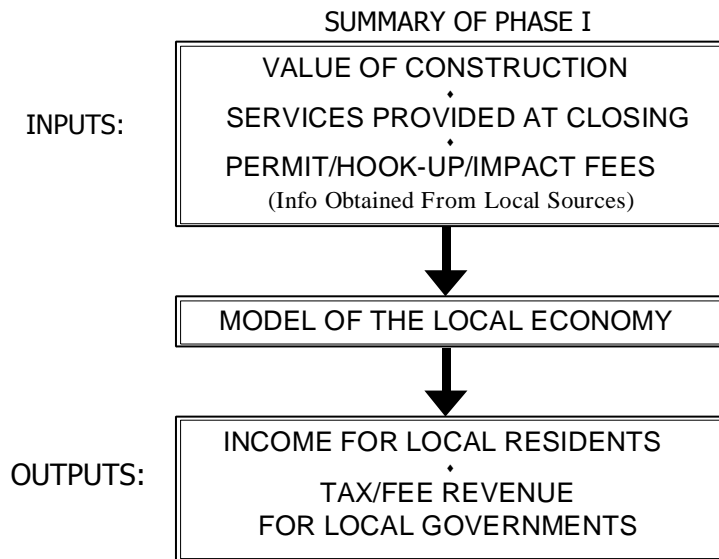 SUMMARY OF PHASE I
INPUTS:
VALUE OF CONSTRUCTION
SERVICES PROVIDED AT CLOSING
PERMIT/HOOK-UP/IMPACT FEES
(Info Obtained From Local Sources)
MODEL OF THE LOCAL ECONOMY
OUTPUTS:
INCOME FOR LOCAL RESIDENTS
TAX/FEE REVENUE
FOR LOCAL GOVERNMENTS